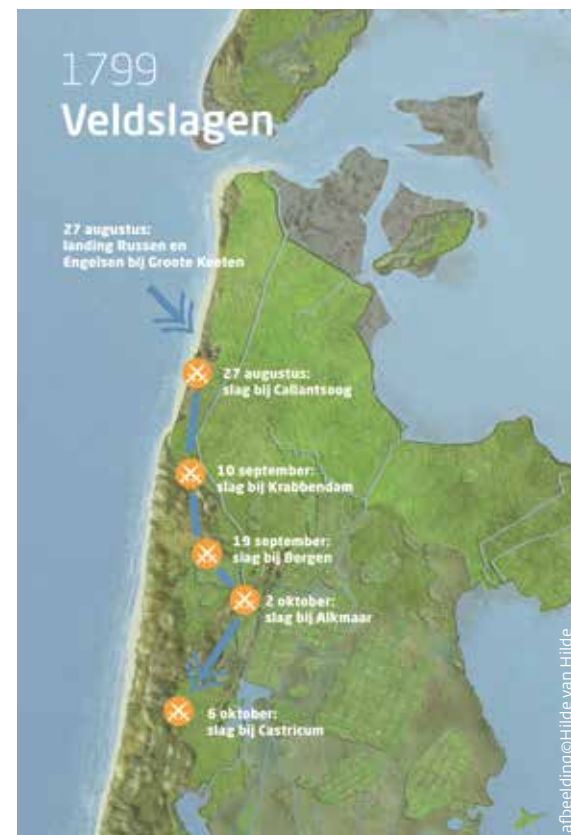 1799
Veldslagen
27 augustus:
landing Russen en
Engelsen bij Groote Keeten
27 augustus:
slag bij Callantsoog
10 september:
slag bij Krabbendam
19 september:
slag bij Bergen
2 oktober:
slag bij Alkmaar
6 oktober:
slag bij Castricum
afbeelding©Hilde van Hilde